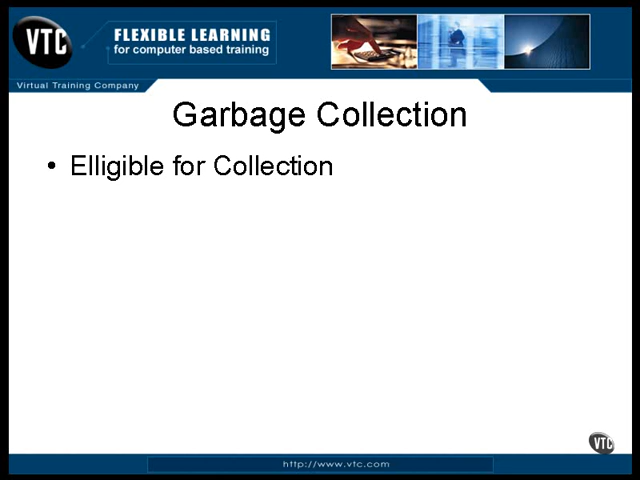 VTC
FLEXIBLE LEARNING
for computer based training
Virtual Training Company
Garbage Collection
• Elligible for Collection
VTC
http://www.vtc.com